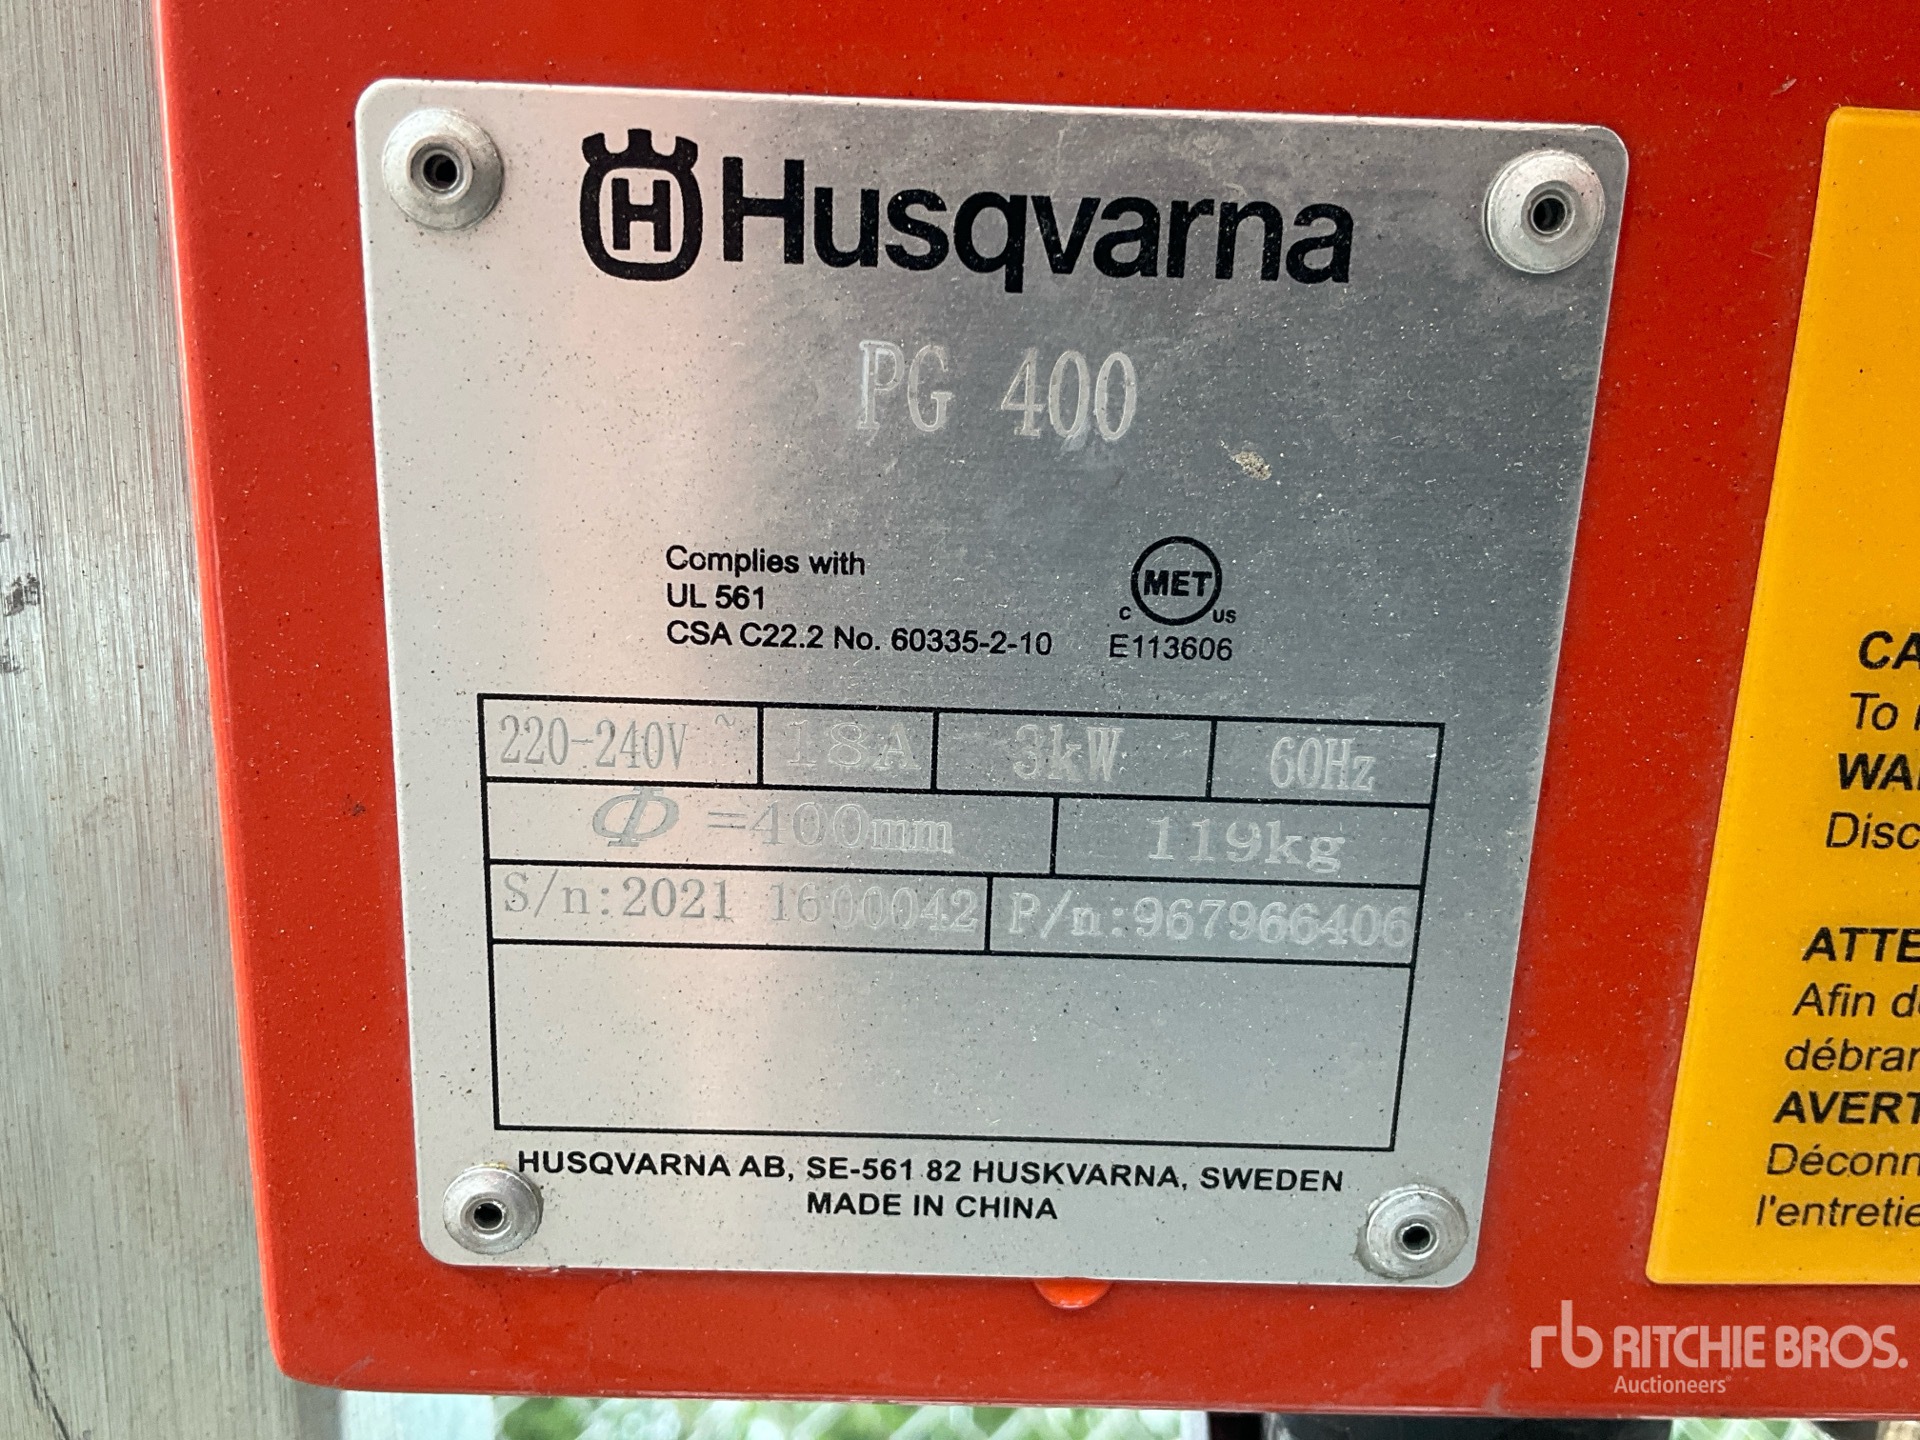 H Husqvarna
PG 400
Complies with
UL 561
CSA C22.2 No. 60335-2-10
C MET US
E113606
220-240V ~ 18A 3kW 60Hz
Φ =400mm 119kg
S/n:2021 1600042 P/n:967966406
HUSQVARNA AB, SE-561 82 HUSKVARNA, SWEDEN
MADE IN CHINA
CA
To
WA
Disc
ATTE
Afin d
débran
AVERT
Déconn
l'entretie
rb RITCHIE BROS.
Auctioneers